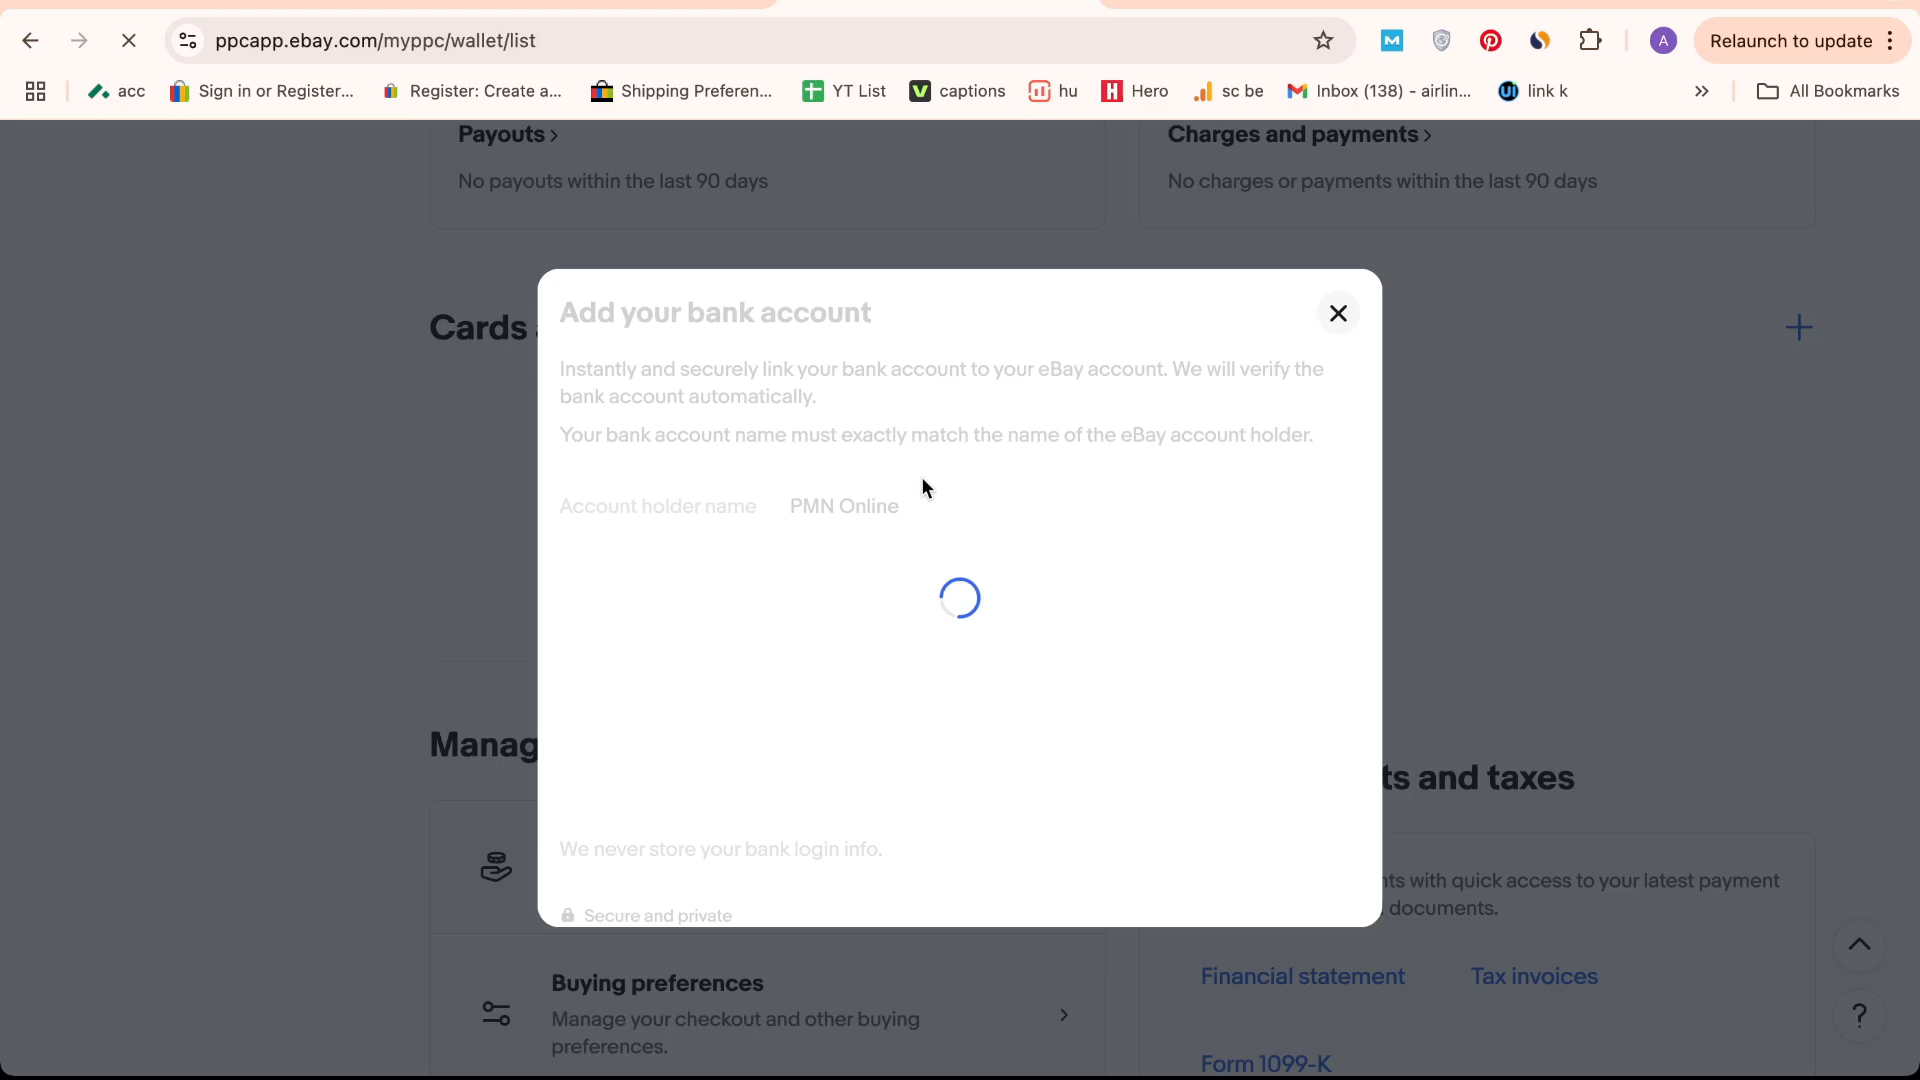 ppcapp.ebay.com/myppc/wallet/list
A
Relaunch to update
acc
Sign in or Register...
Register: Create a...
Shipping Preferen...
YT List
captions
hu
Hero
sc be
Inbox (138) - airlin...
link k
»
All Bookmarks
Payouts
Charges and payments
No payouts within the last 90 days
No charges or payments within the last 90 days
Cards
Add your bank account
Instantly and securely link your bank account to your eBay account. We will verify the
bank account automatically.
Your bank account name must exactly match the name of the eBay account holder.
Account holder name PMN Online
We never store your bank login info.
Secure and private
Manag
ts and taxes
nts with quick access to your latest payment
documents.
Financial statement
Tax invoices
Form 1099-K
Buying preferences
Manage your checkout and other buying
preferences.
?